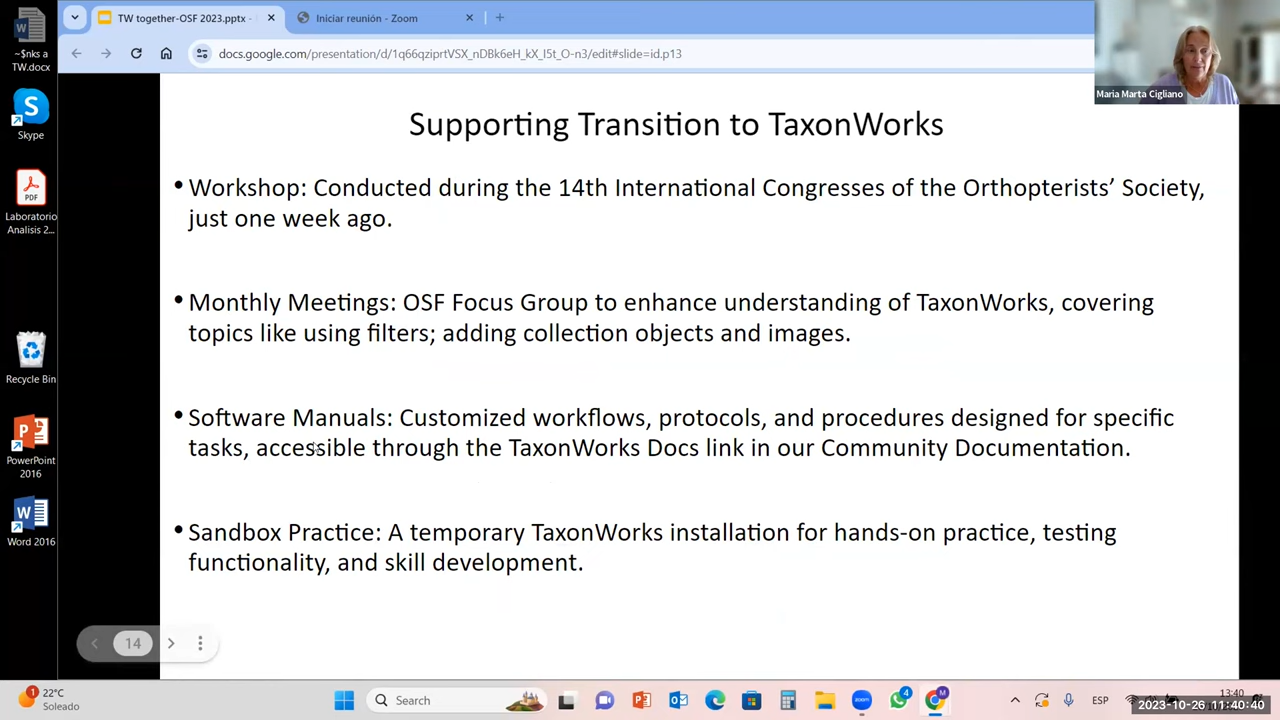 TW together-OSF 2023.pptx -
Iniciar reunión - Zoom
docs.google.com/presentation/d/1q66qziprtVSX_nDBk6eH_kX_I5t_O-n3/edit#slide=id.p13
~$nks a
TW.docx
Skype
Laboratorio
Analisis 2...
Recycle Bin
PowerPoint
2016
Word 2016
Maria Marta Cigliano
Supporting Transition to TaxonWorks
• Workshop: Conducted during the 14th International Congresses of the Orthopterists’ Society,
just one week ago.
• Monthly Meetings: OSF Focus Group to enhance understanding of TaxonWorks, covering
topics like using filters; adding collection objects and images.
• Software Manuals: Customized workflows, protocols, and procedures designed for specific
tasks, accessible through the TaxonWorks Docs link in our Community Documentation.
• Sandbox Practice: A temporary TaxonWorks installation for hands-on practice, testing
functionality, and skill development.
14
1
22°C
Soleado
Search
4
M
ESP
13:40
2023-10-26 11:40:40